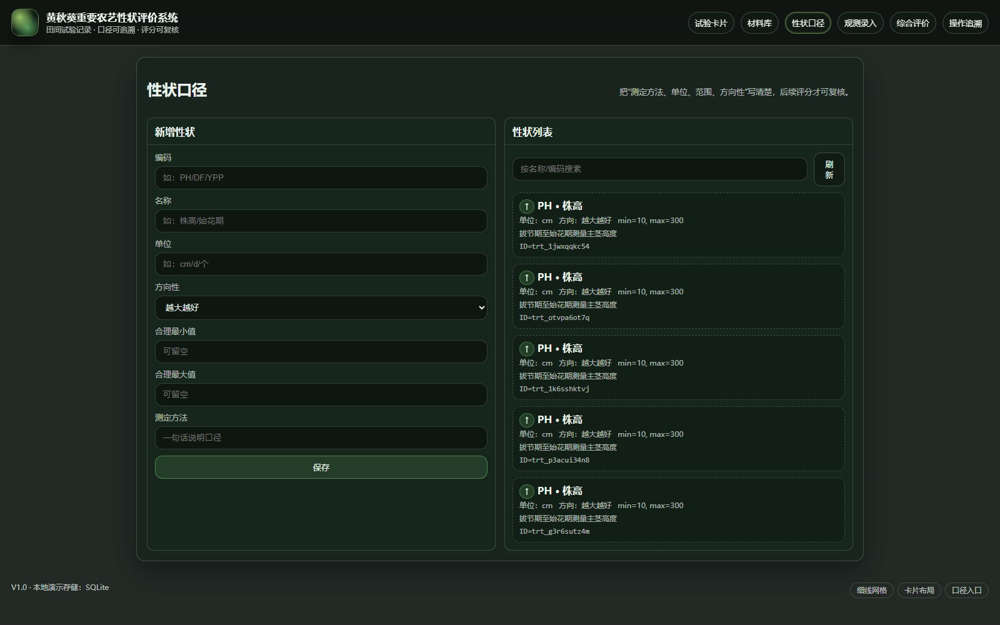 黄秋葵重要农艺性状评价系统
田间试验记录 · 口径可追溯 · 评分可复核
试验卡片
材料库
性状口径
观测录入
综合评价
操作追溯
性状口径
把“测定方法、单位、范围、方向性”写清楚，后续评分才可复核。
新增性状
编码
如：PH/DF/YPP
名称
如：株高/始花期
单位
如：cm/d/个
方向性
越大越好
合理最小值
可留空
合理最大值
可留空
测定方法
一句话说明口径
保存
性状列表
按名称/编码搜索
刷
新
↑ PH • 株高
单位：cm 方向：越大越好 min=10, max=300
拔节期至始花期测量主茎高度
ID=trt_1jwxqqkc54
↑ PH • 株高
单位：cm 方向：越大越好 min=10, max=300
拔节期至始花期测量主茎高度
ID=trt_otvpa6ot7q
↑ PH • 株高
单位：cm 方向：越大越好 min=10, max=300
拔节期至始花期测量主茎高度
ID=trt_1k6sshktvj
↑ PH • 株高
单位：cm 方向：越大越好 min=10, max=300
拔节期至始花期测量主茎高度
ID=trt_p3acui34n8
↑ PH • 株高
单位：cm 方向：越大越好 min=10, max=300
拔节期至始花期测量主茎高度
ID=trt_g3r6sutz4m
V1.0 · 本地演示存储：SQLite
细线网格
卡片布局
口径入口